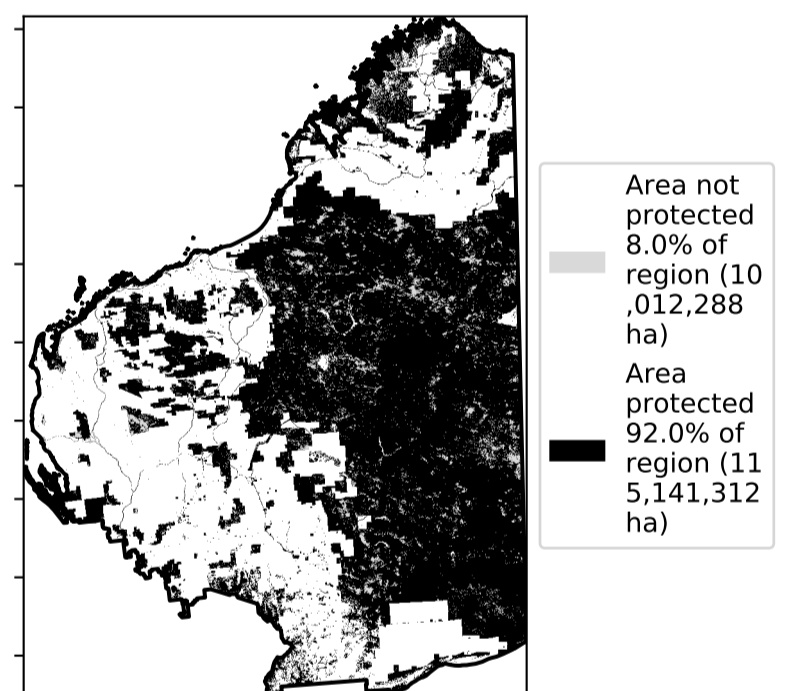 Area not
protected
8.0% of
region (10
,012,288
ha)
Area
protected
92.0% of
region (11
5,141,312
ha)